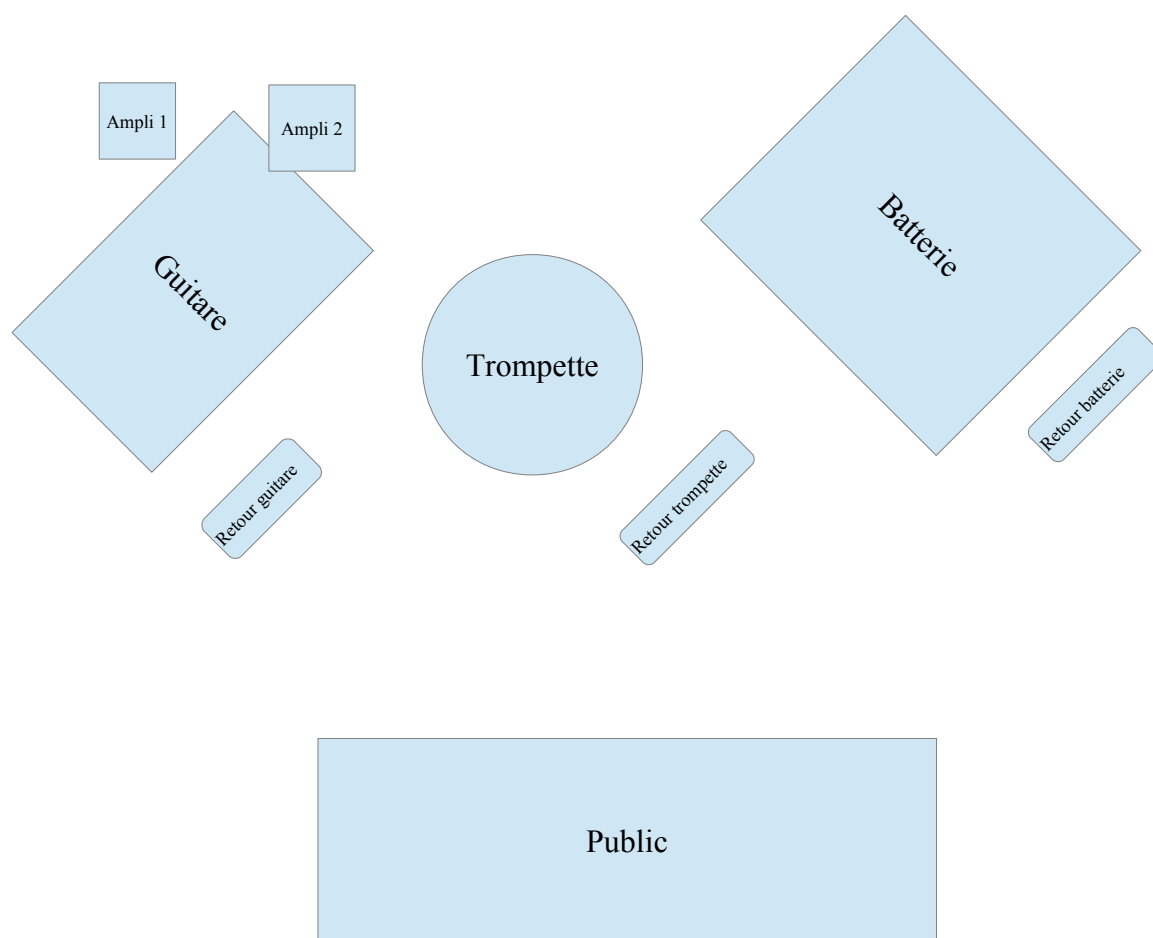 Ampli 1
Ampli 2
Guitare
Batterie
Trompette
Retour guitare
Retour trompette
Retour batterie
Public